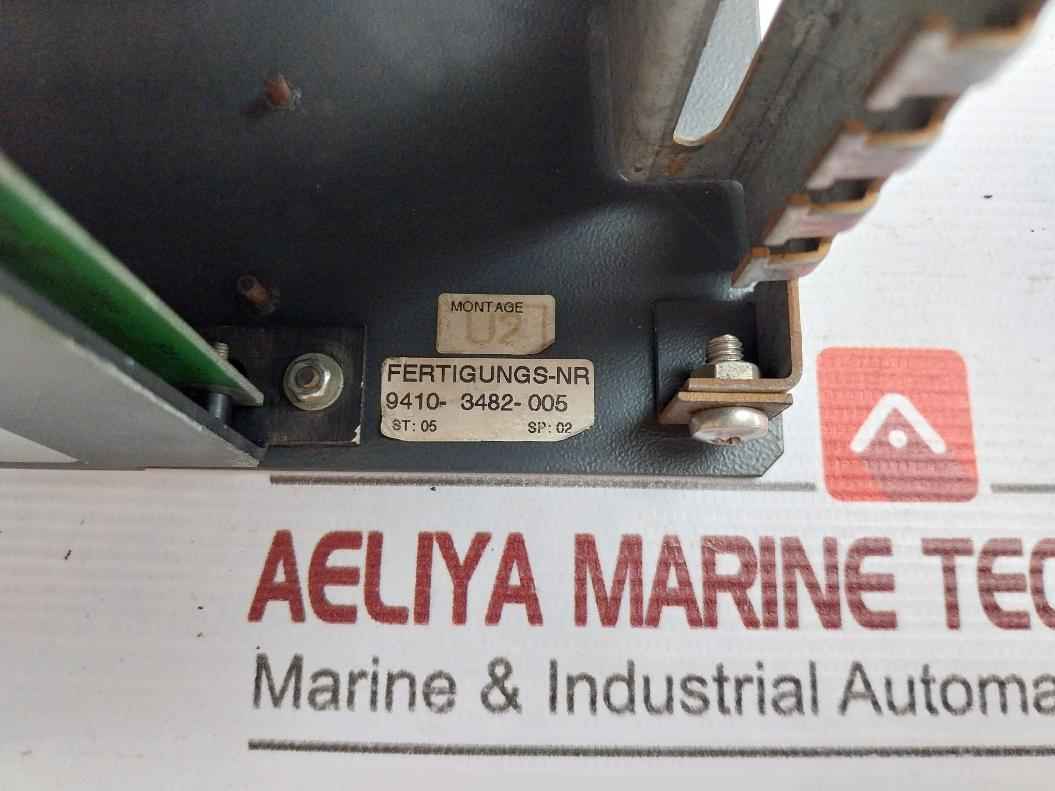 MONTAGE
U2
FERTIGUNGS-NR
9410- 3482- 005
ST: 05 SP: 02
AELIYA MARINE TEC
Marine & Industrial Automa